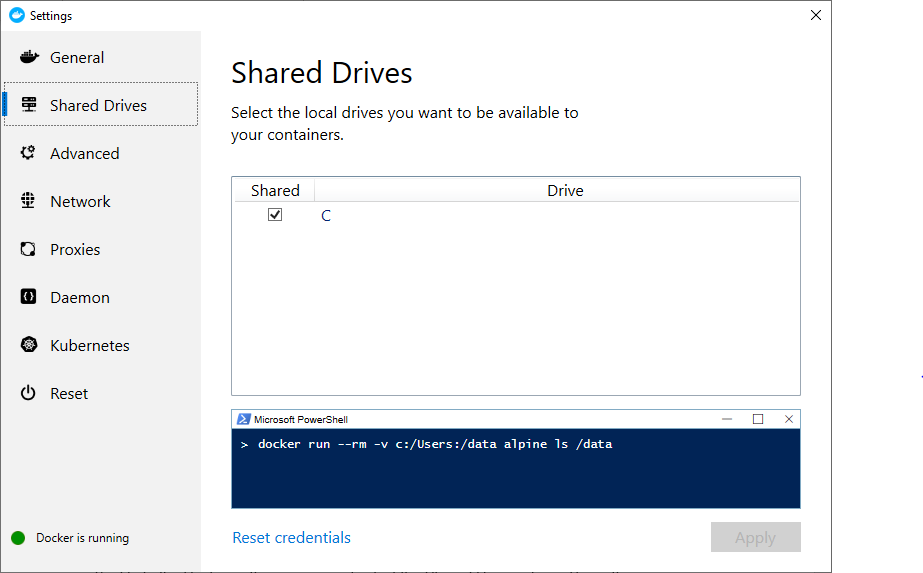 Settings
General
Shared Drives
Advanced
Network
Proxies
Daemon
Kubernetes
Reset
Docker is running
Shared Drives
Select the local drives you want to be available to
your containers.
Shared Drive
C
Microsoft PowerShell
> docker run --rm -v c:/Users:/data alpine ls /data
Reset credentials
Apply